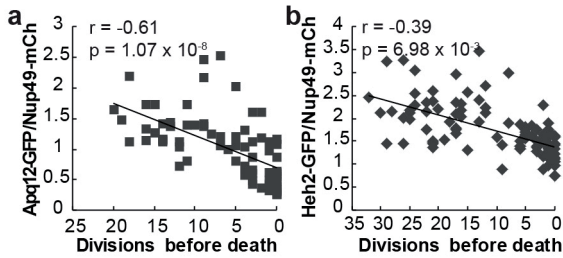 a
r = -0.61
p = 1.07 x 10-8
Apq12-GFP/Nup49-mCh
3
2.5
2
1.5
1
0.5
0
25 20 15 10 5 0
Divisions before death
b
r = -0.39
p = 6.98 x 10-3
Heh2-GFP/Nup49-mCh
4
3.5
3
2.5
2
1.5
1
0.5
0
35 30 25 20 15 10 5 0
Divisions before death